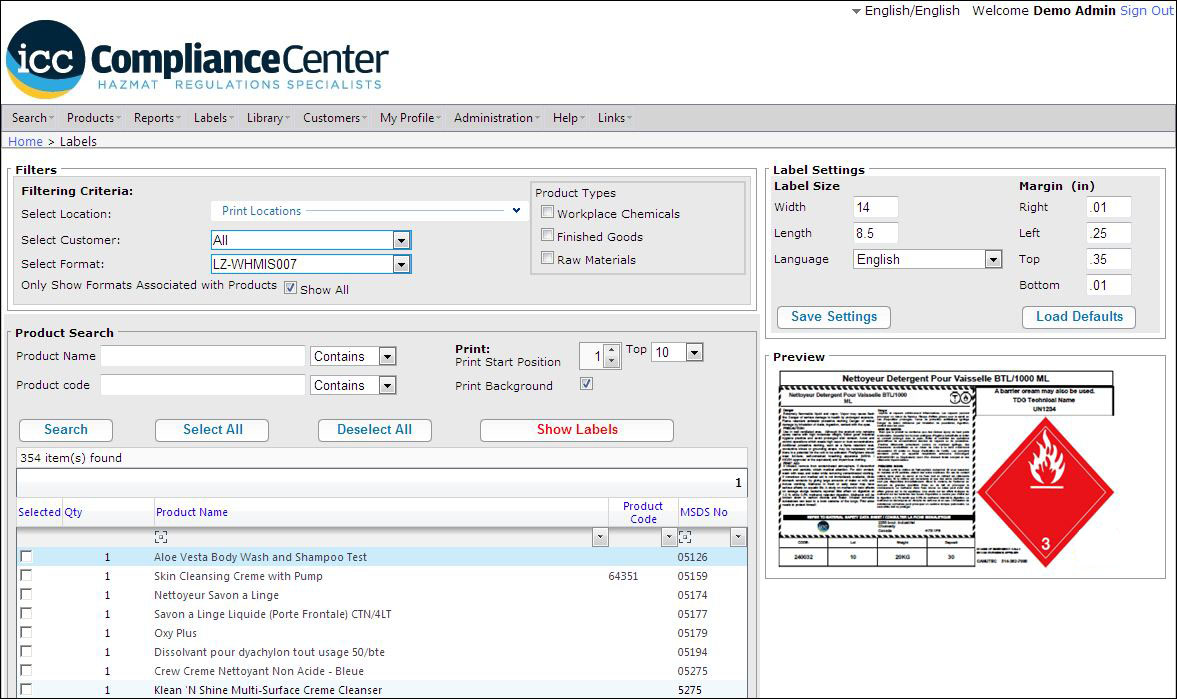 English/English Welcome Demo Admin Sign Out
icc ComplianceCenter
HAZMAT REGULATIONS SPECIALISTS
Search Products Reports Labels Library Customers My Profile Administration Help Links
Home > Labels
Filters
Filtering Criteria:
Select Location: Print Locations
Select Customer: All
Select Format: LZ-WHMIS007
Only Show Formats Associated with Products Show All
Product Types
Workplace Chemicals
Finished Goods
Raw Materials
Label Settings
Label Size Margin (in)
Width 14 Right .01
Length 8.5 Left .25
Language English Top .35
Bottom .01
Save Settings Load Defaults
Product Search
Product Name Contains
Product code Contains
Print:
Print Start Position 1 Top 10
Print Background
Search Select All Deselect All Show Labels
354 item(s) found
1
Selected Qty Product Name Product Code MSDS No
1 Aloe Vesta Body Wash and Shampoo Test 05126
1 Skin Cleansing Creme with Pump 64351 05159
1 Nettoyeur Savon a Linge 05174
1 Savon a Linge Liquide (Porte Frontale) CTN/4LT 05177
1 Oxy Plus 05179
1 Dissolvant pour dyachylon tout usage 50/bte 05194
1 Crew Creme Nettoyant Non Acide - Bleue 05275
1 Klean 'N Shine Multi-Surface Creme Cleanser 5275
Preview
Nettoyeur Detergent Pour Vaisselle BTL/1000 ML
Nettoyeur Detergent Pour Vaisselle BTL/1000
ML
A barrier cream may also be used.
TDG Technical Name
UN1234
3
240032 10 20KG 30